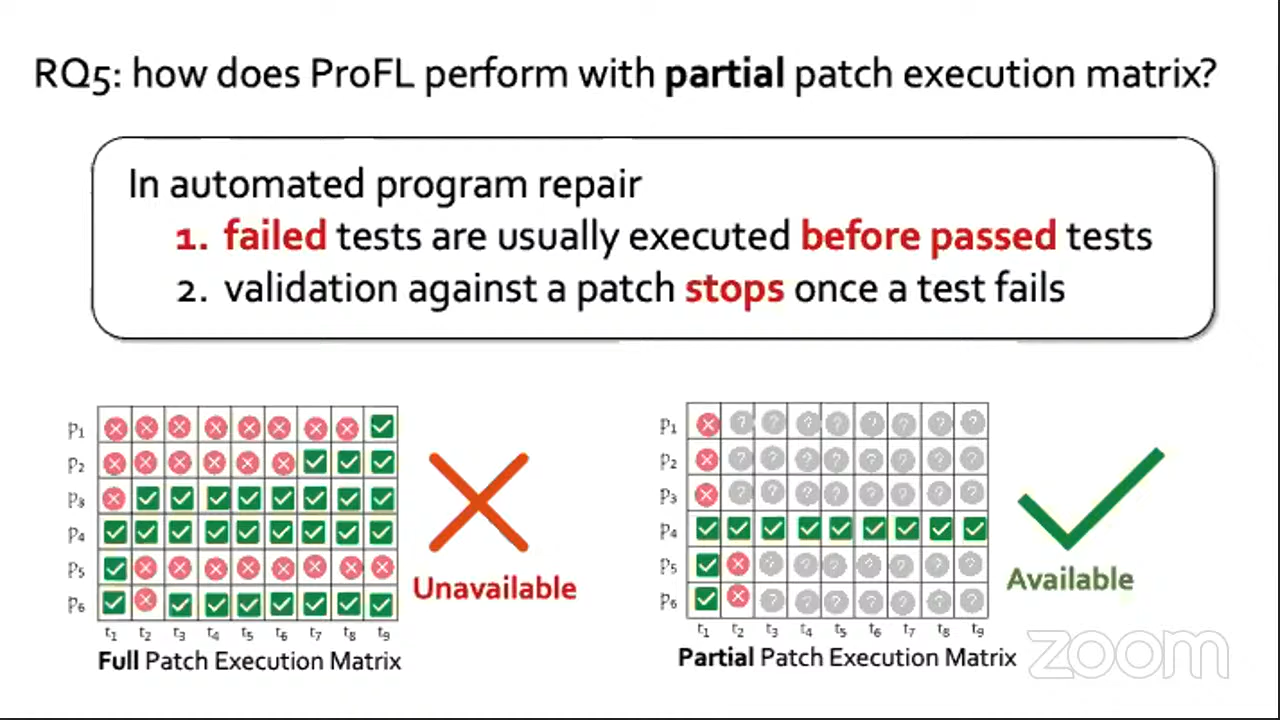 RQ5: how does ProFL perform with partial patch execution matrix?
In automated program repair
1. failed tests are usually executed before passed tests
2. validation against a patch stops once a test fails
p1
p2
p3
p4
p5
p6
t1 t2 t3 t4 t5 t6 t7 t8 t9
Full Patch Execution Matrix
Unavailable
p1
p2
p3
p4
p5
p6
t1 t2 t3 t4 t5 t6 t7 t8 t9
Partial Patch Execution Matrix
Available
zoom